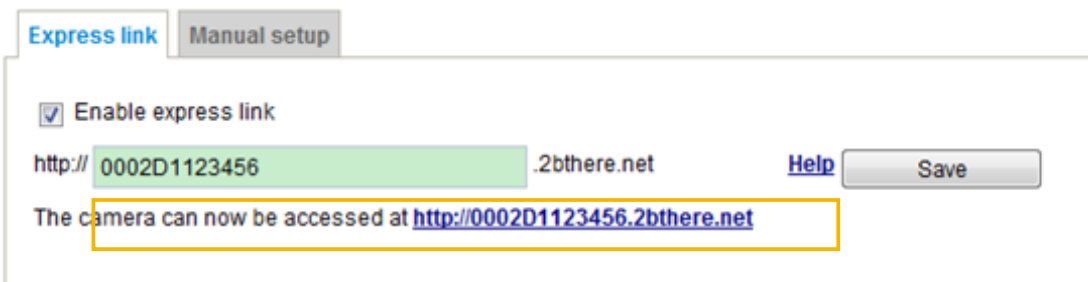 Express link Manual setup
Enable express link
http:// 0002D1123456 .2bthere.net Help Save
The camera can now be accessed at http://0002D1123456.2bthere.net